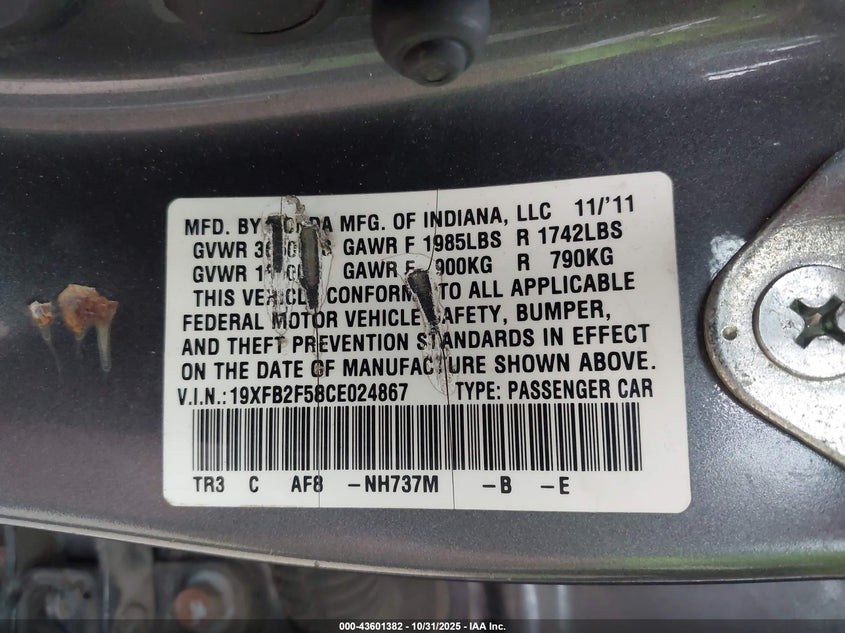 MFD. BY MFG. OF INDIANA, LLC 11/'11
GVWR GAWR F 1985LBS R 1742LBS
GVWR GAWR 900KG R 790KG
THIS CONFORM TO ALL APPLICABLE
FEDERAL MOTOR VEHICLE SAFETY, BUMPER,
AND THEFT PREVENTION STANDARDS IN EFFECT
ON THE DATE OF MANUFACTURE SHOWN ABOVE.
V.I.N.:19XFB2F58CE024867 TYPE: PASSENGER CAR
TR3 C AF8 -NH737M -B -E
000-43601382 - 10/31/2025 - IAA Inc.